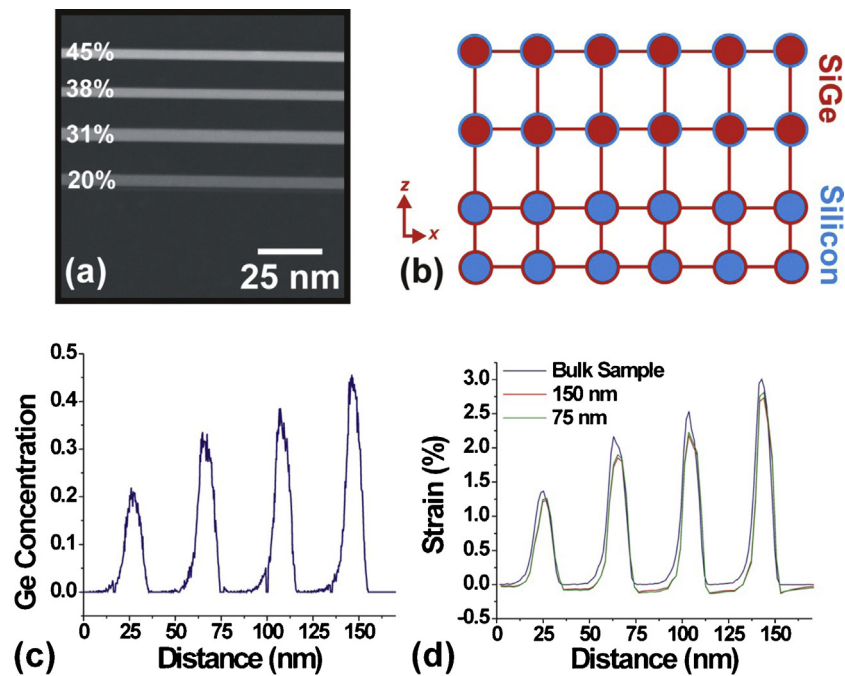 45%
38%
31%
20%
(a)
25 nm
SiGe
Silicon
z
x
(b)
0.5
0.4
0.3
0.2
0.1
0.0
Ge Concentration
0 25 50 75 100 125 150
Distance (nm)
(c)
Bulk Sample
150 nm
75 nm
3.0
2.5
2.0
1.5
1.0
0.5
0.0
-0.5
Strain (%)
0 25 50 75 100 125 150
Distance (nm)
(d)